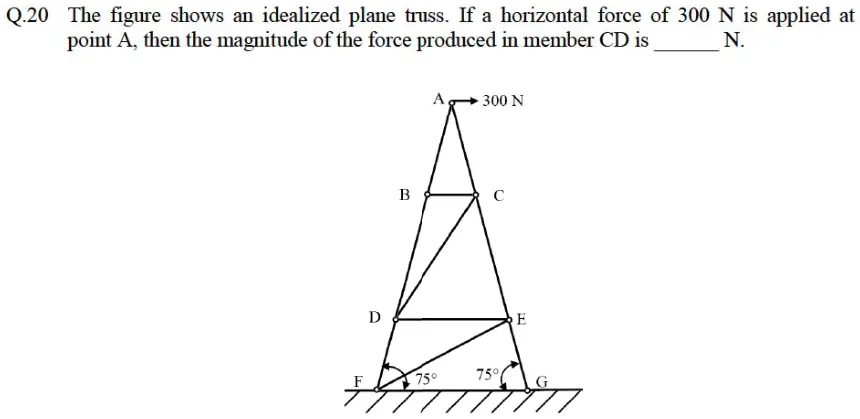 Q.20 The figure shows an idealized plane truss. If a horizontal force of 300 N is applied at
point A, then the magnitude of the force produced in member CD is ______ N.
A 300 N
B C
D E
F 75° 75° G